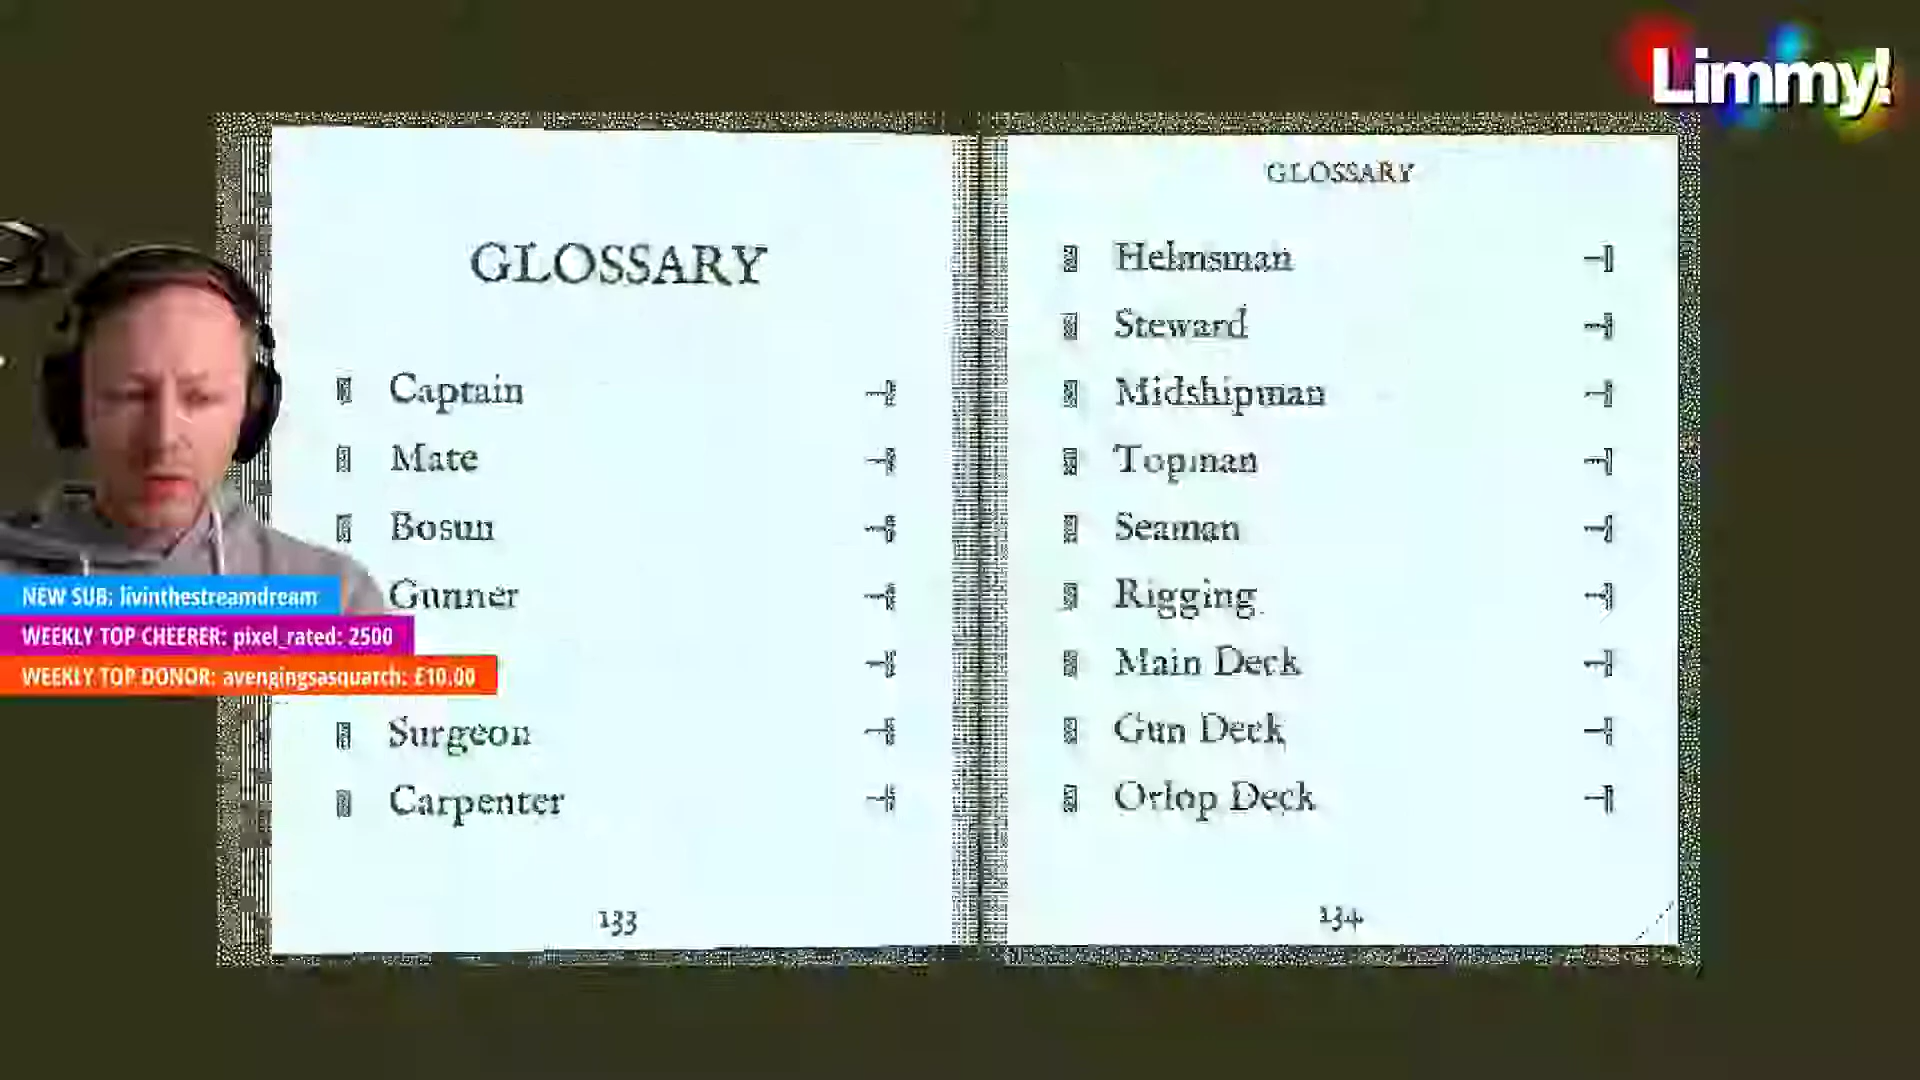 Limmy!
GLOSSARY
Captain
Mate
Bosun
Gunner
Surgeon
Carpenter
133
GLOSSARY
Helmsman
Steward
Midshipman
Topman
Seaman
Rigging
Main Deck
Gun Deck
Orlop Deck
134
NEW SUB: livinthestreamdream
WEEKLY TOP CHEERER: pixel_rated: 2500
WEEKLY TOP DONOR: avengingsasquatch: £10.00